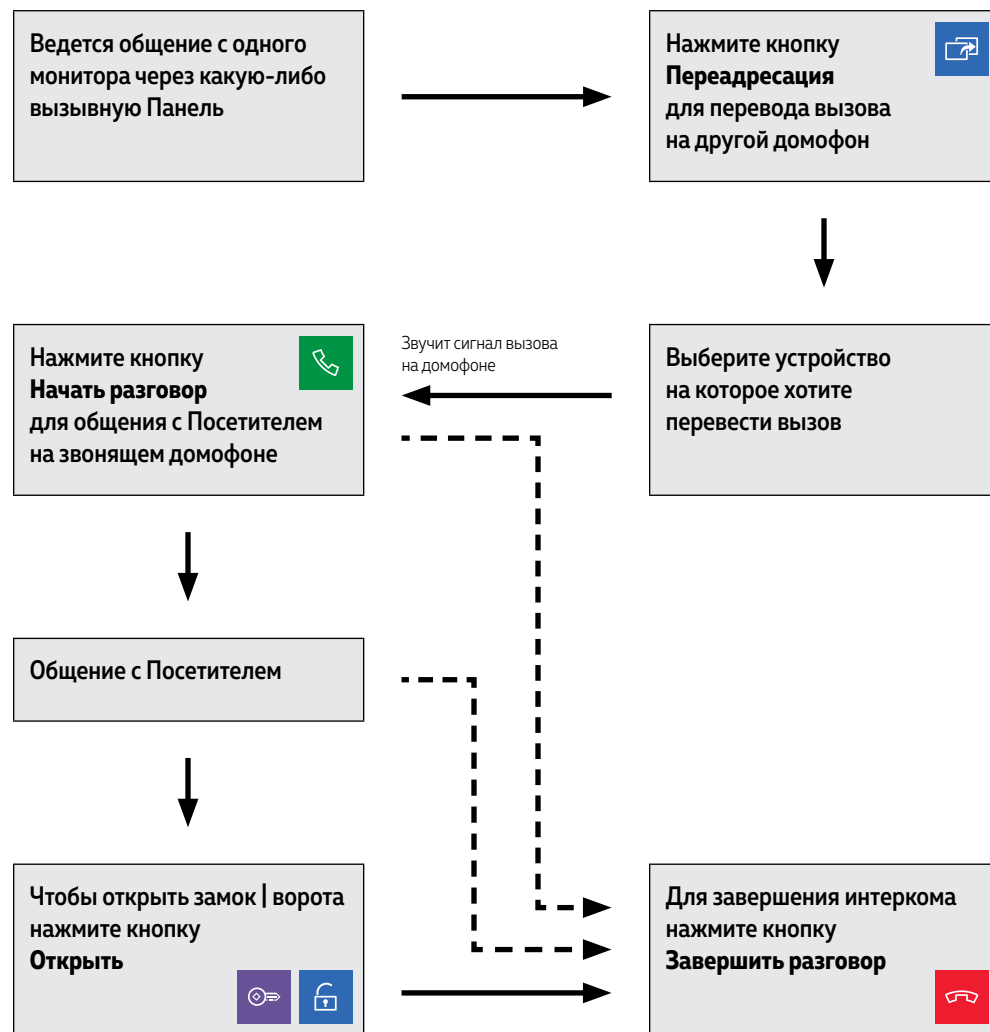 Ведется общение с одного
монитора через какую-либо
вызывную Панель
Нажмите кнопку
Переадресация
для перевода вызова
на другой домофон
Выберите устройство
на которое хотите
перевести вызов
Звучит сигнал вызова
на домофоне
Нажмите кнопку
Начать разговор
для общения с Посетителем
на звонящем домофоне
Общение с Посетителем
Чтобы открыть замок | ворота
нажмите кнопку
Открыть
Для завершения интеркома
нажмите кнопку
Завершить разговор